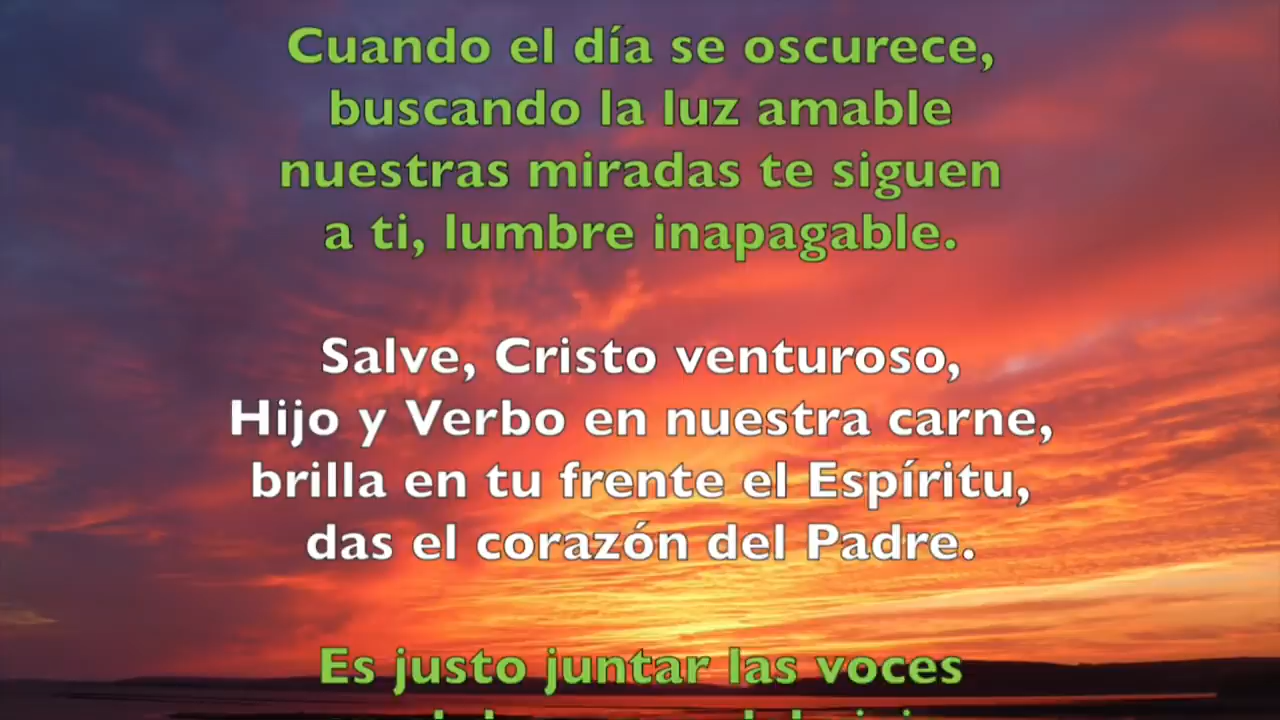 Cuando el día se oscurece,
buscando la luz amable
nuestras miradas te siguen
a ti, lumbre inapagable.
Salve, Cristo venturoso,
Hijo y Verbo en nuestra carne,
brilla en tu frente el Espíritu,
das el corazón del Padre.
Es justo juntar las voces